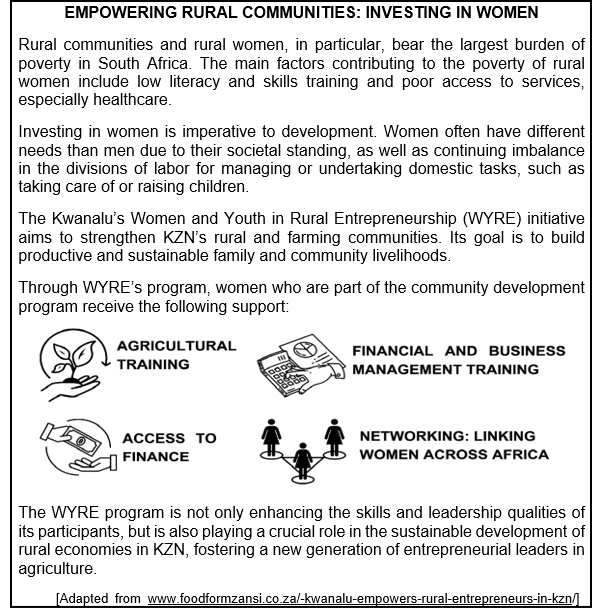 EMPOWERING RURAL COMMUNITIES: INVESTING IN WOMEN
Rural communities and rural women, in particular, bear the largest burden of
poverty in South Africa. The main factors contributing to the poverty of rural
women include low literacy and skills training and poor access to services,
especially healthcare.
Investing in women is imperative to development. Women often have different
needs than men due to their societal standing, as well as continuing imbalance
in the divisions of labor for managing or undertaking domestic tasks, such as
taking care of or raising children.
The Kwanalu's Women and Youth in Rural Entrepreneurship (WYRE) initiative
aims to strengthen KZN's rural and farming communities. Its goal is to build
productive and sustainable family and community livelihoods.
Through WYRE's program, women who are part of the community development
program receive the following support:
AGRICULTURAL
TRAINING
FINANCIAL AND BUSINESS
MANAGEMENT TRAINING
ACCESS TO
FINANCE
NETWORKING: LINKING
WOMEN ACROSS AFRICA
The WYRE program is not only enhancing the skills and leadership qualities of
its participants, but is also playing a crucial role in the sustainable development of
rural economies in KZN, fostering a new generation of entrepreneurial leaders in
agriculture.
[Adapted from www.foodformzansi.co.za/-kwanalu-empowers-rural-entrepreneurs-in-kzn/]